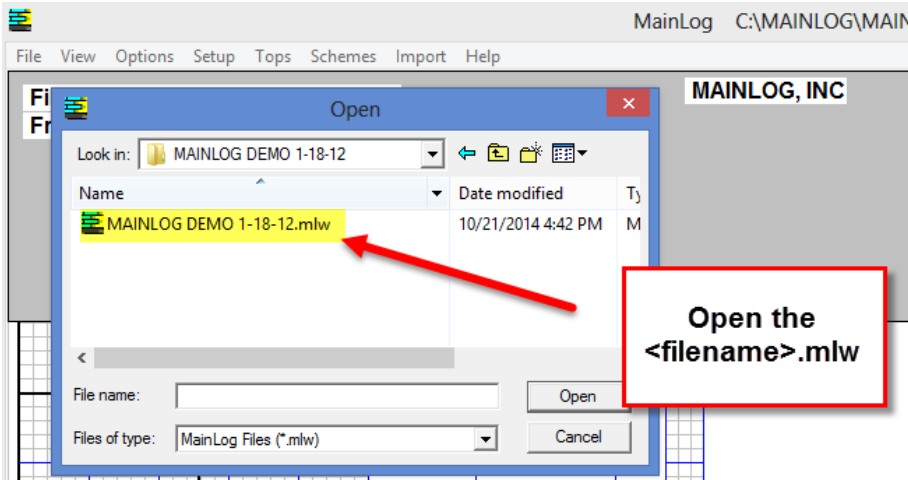 MainLog C:\MAINLOG\MAIN
File View Options Setup Tops Schemes Import Help
Fi
Fr
MAINLOG, INC
Open
Look in: MAINLOG DEMO 1-18-12
Name Date modified Ty
MAINLOG DEMO 1-18-12.mlw 10/21/2014 4:42 PM M
Open the
<filename>.mlw
File name: Open
Files of type: MainLog Files (*.mlw) Cancel